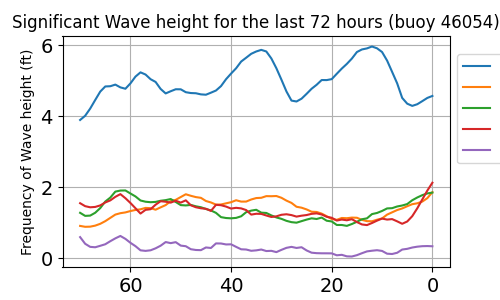 Significant Wave height for the last 72 hours (buoy 46054)
Frequency of Wave height (ft)
6
4
2
0
60 40 20 0